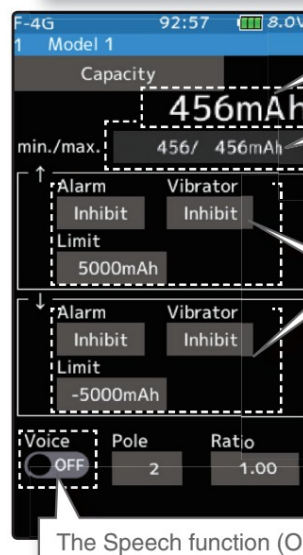 F-4G 92:57 8.0V
1 Model 1
Capacity
456mAh
min./max. 456/ 456mAh
↑ Alarm Vibrator
Inhibit Inhibit
Limit
5000mAh
↓ Alarm Vibrator
Inhibit Inhibit
Limit
-5000mAh
Voice Pole Ratio
OFF 2 1.00
The Speech function (O